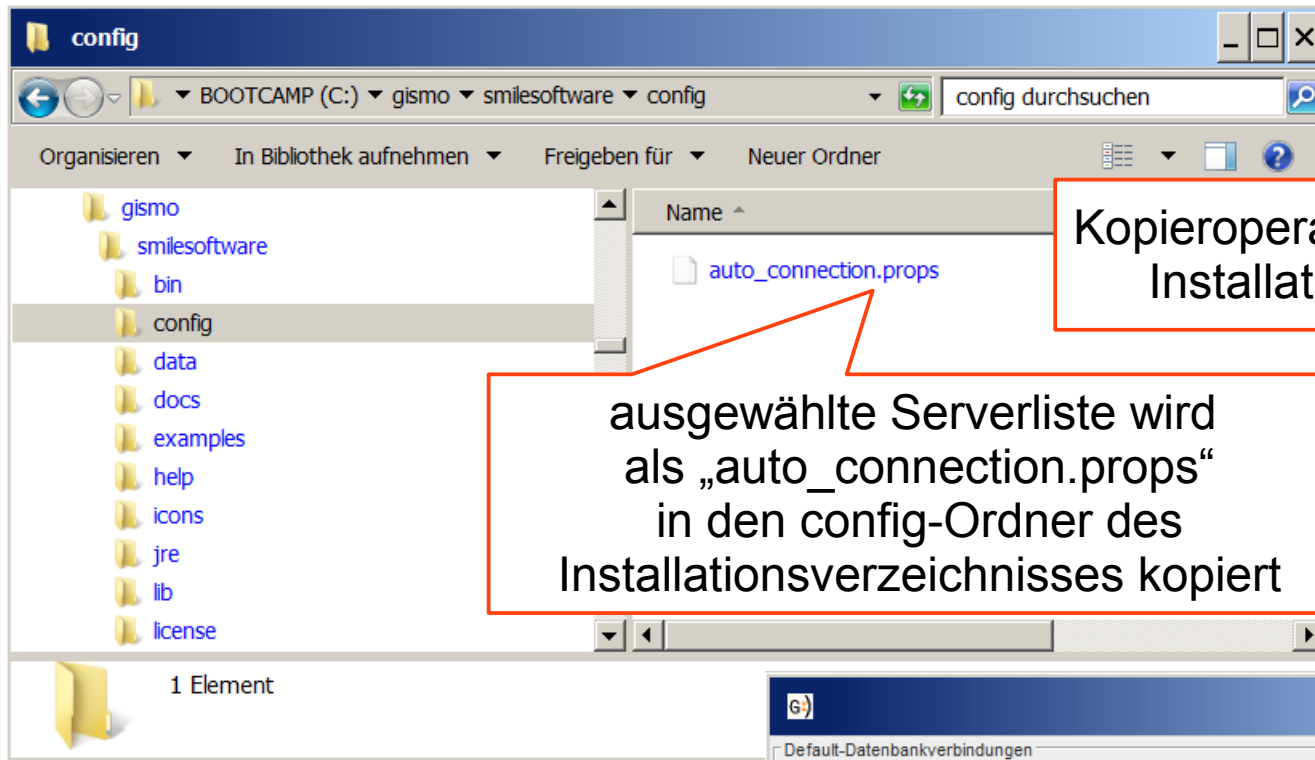 config
BOOTCAMP (C:) gismo smilesoftware config
config durchsuchen
Organisieren In Bibliothek aufnehmen Freigeben für Neuer Ordner
gismo
smilesoftware
bin
config
data
docs
examples
help
icons
jre
lib
license
Name
auto_connection.props
Kopieropera
Installat
ausgewählte Serverliste wird
als „auto_connection.props“
in den config-Ordner des
Installationsverzeichnisses kopiert
1 Element
G:)
Default-Datenbankverbindungen